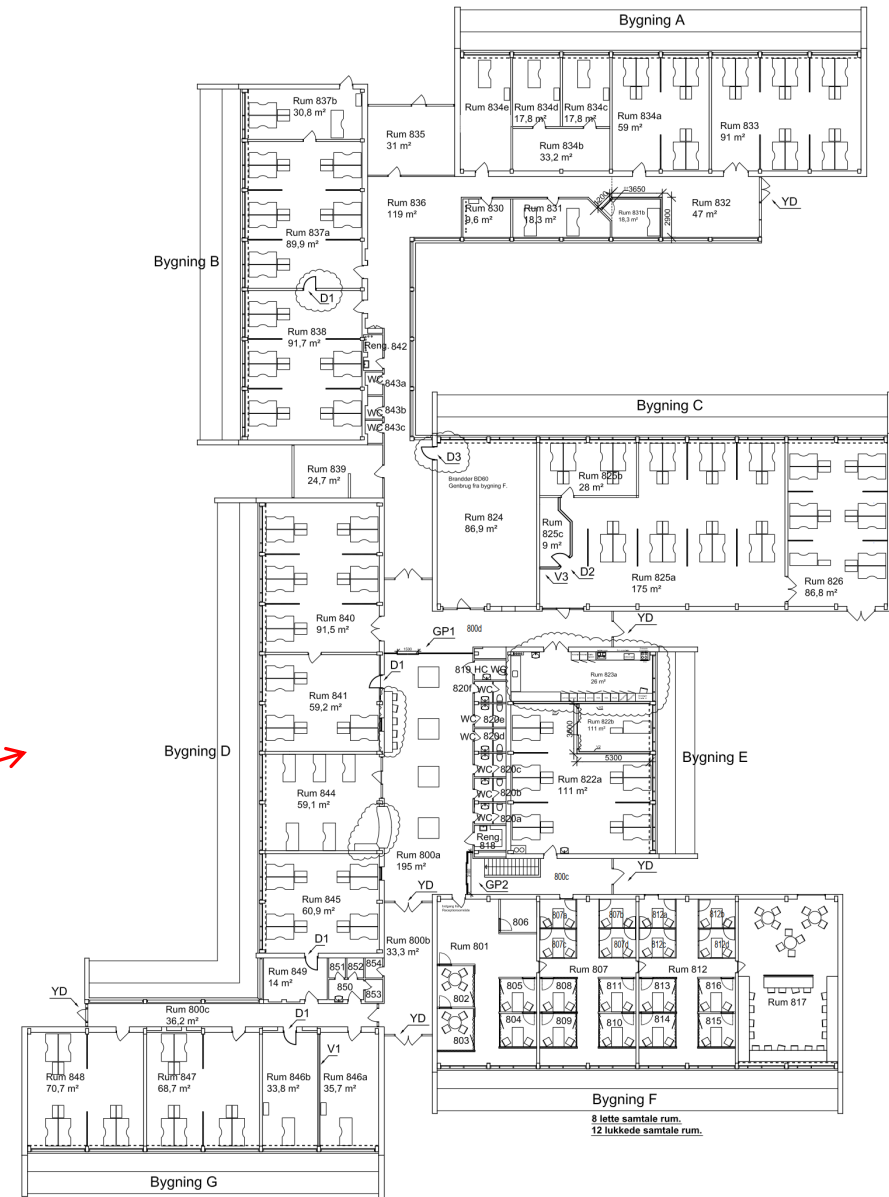 Bygning A
Rum 834e
Rum 834d
17,8 m²
Rum 834c
17,8 m²
Rum 834a
59 m²
Rum 833
91 m²
Rum 834b
33,2 m²
Rum 837b
30,8 m²
Rum 835
31 m²
Rum 836
119 m²
Rum 830
9,6 m²
Rum 831
18,3 m²
3650
Rum 831b
18,3 m²
2900
Rum 832
47 m²
YD
Rum 837a
89,9 m²
Bygning B
D1
Rum 838
91,7 m²
Reng. 842
WC 843a
WC 843b
WC 843c
Bygning C
D3
Branddør BD60
Genbrug fra bygning F.
Rum 839
24,7 m²
Rum 824
86,9 m²
Rum 825b
28 m²
Rum
825c
9 m²
D2
V3
Rum 825a
175 m²
Rum 826
86,8 m²
Rum 840
91,5 m²
GP1
800d
YD
819 HC WC
820f WC
WC 820e
WC 820d
WC 820c
WC 820b
WC 820a
Reng.
818
Rum 823a
26 m²
Rum 822b
111 m²
3600
5300
Rum 822a
111 m²
Bygning E
D1
Rum 841
59,2 m²
Bygning D
Rum 844
59,1 m²
Rum 800a
195 m²
Rum 845
60,9 m²
YD
GP2
800c
YD
D1
Rum 849
14 m²
851
852
854
850
853
Rum 800b
33,3 m²
Rum 801
806
807a
807b
812a
812b
807c
807d
812c
812d
Rum 807
Rum 812
802
805
808
811
813
816
Rum 817
803
804
809
810
814
815
YD
Rum 800c
36,2 m²
D1
YD
V1
Rum 848
70,7 m²
Rum 847
68,7 m²
Rum 846b
33,8 m²
Rum 846a
35,7 m²
Bygning F
8 lette samtale rum.
12 lukkede samtale rum.
Bygning G